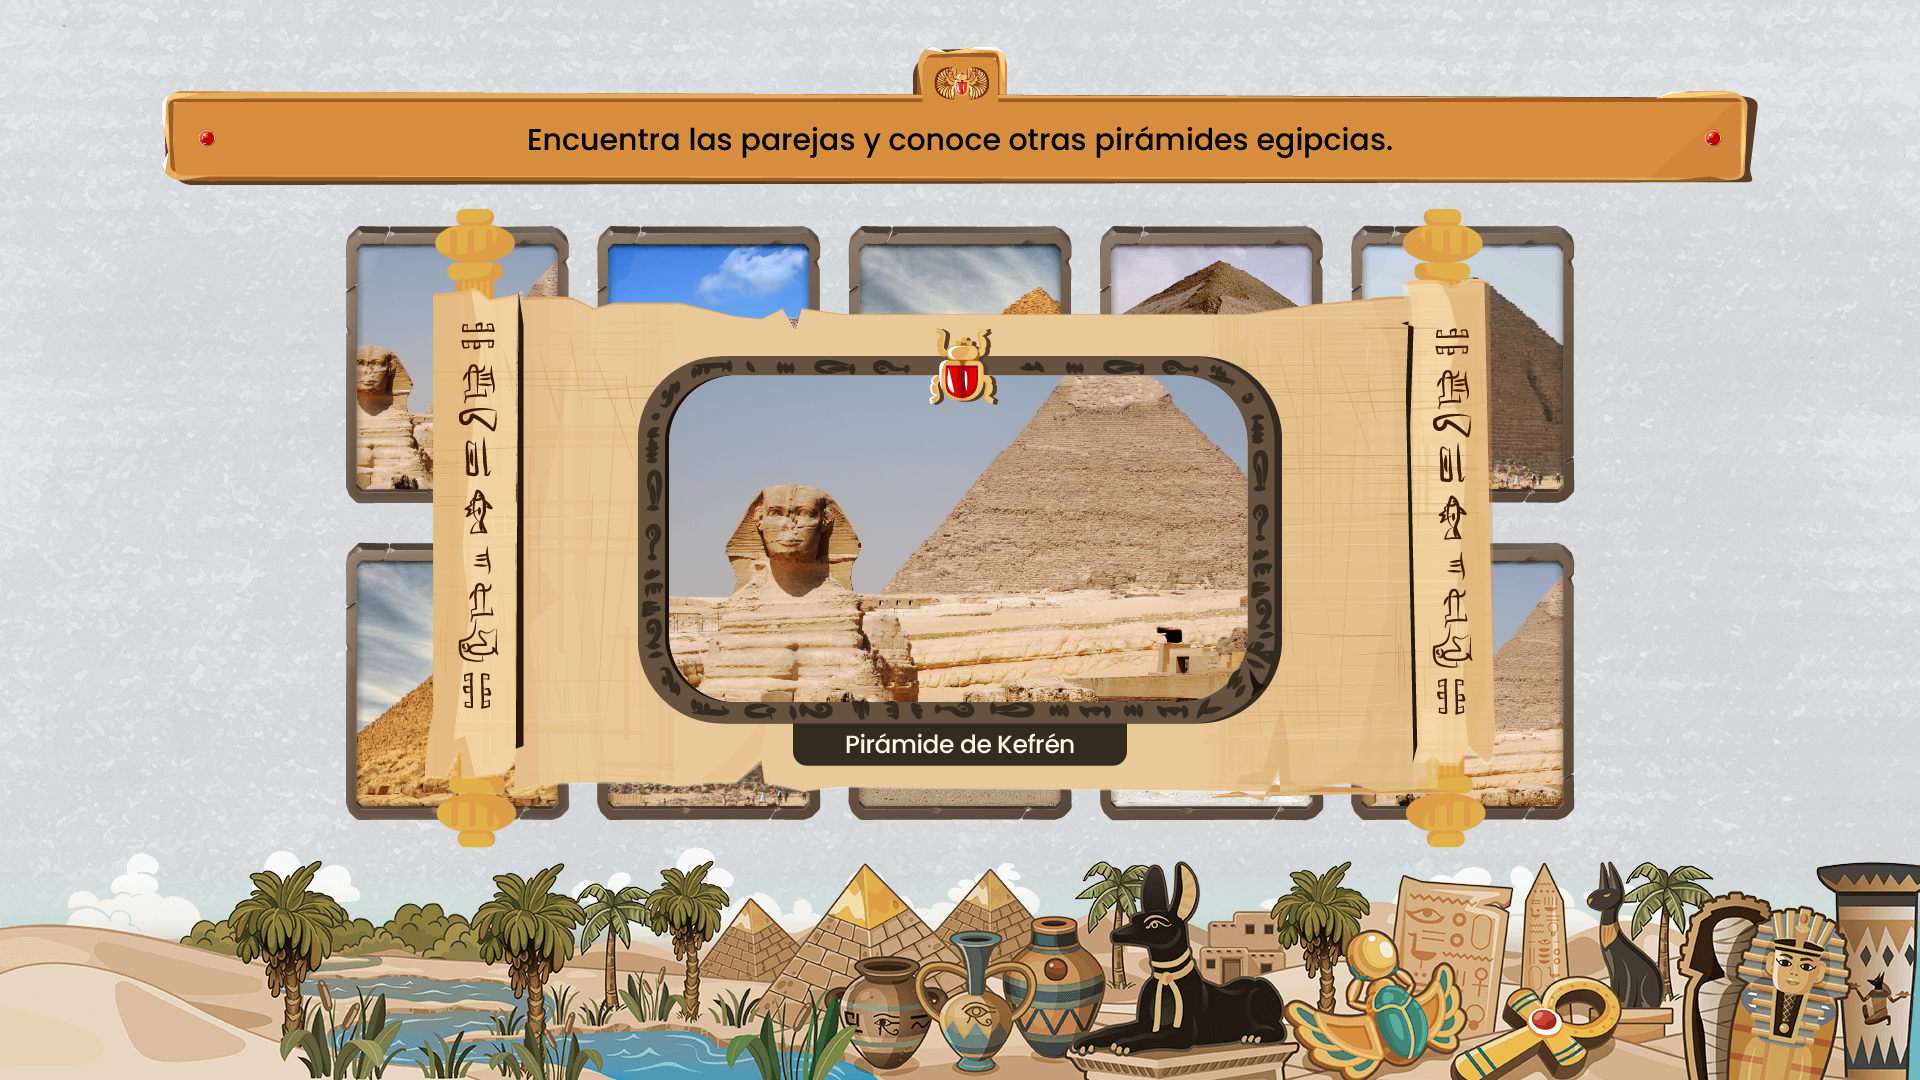 Encuentra las parejas y conoce otras pirámides egipcias.
Pirámide de Kefrén